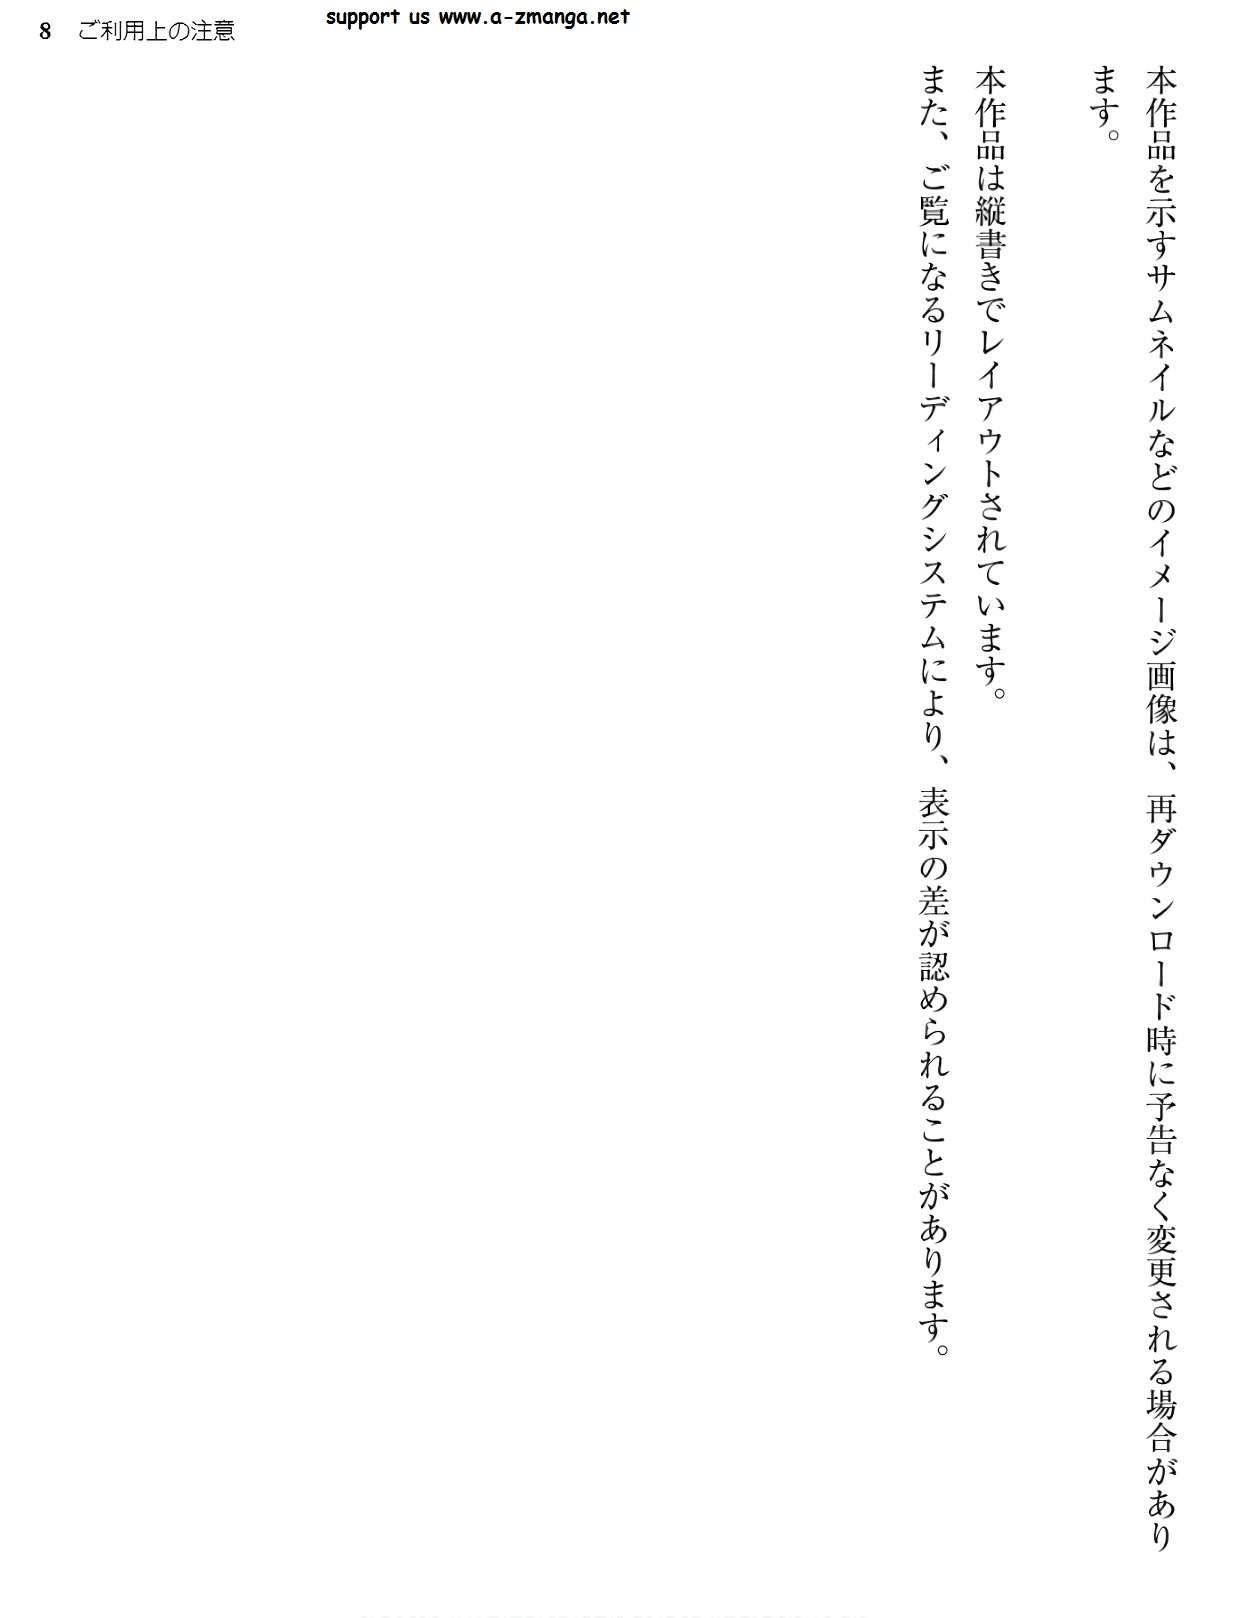 8 ご利用上の注意
support us www.a-zmanga.net
本作品を示すサムネイルなどのイメージ画像は、再ダウンロード時に予告なく変更される場合があり
ます。
本作品は縦書きでレイアウトされています。
また、ご覧になるリーディングシステムにより、表示の差が認められることがあります。